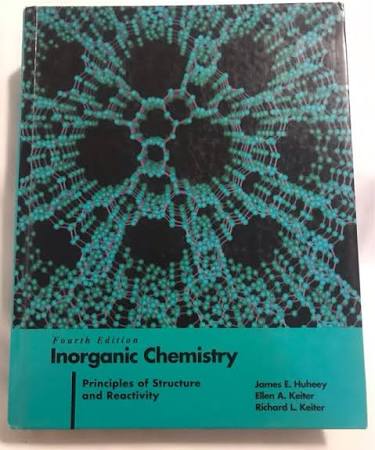 Fourth Edition
Inorganic Chemistry
Principles of Structure
and Reactivity
James E. Huheey
Ellen A. Keiter
Richard L. Keiter